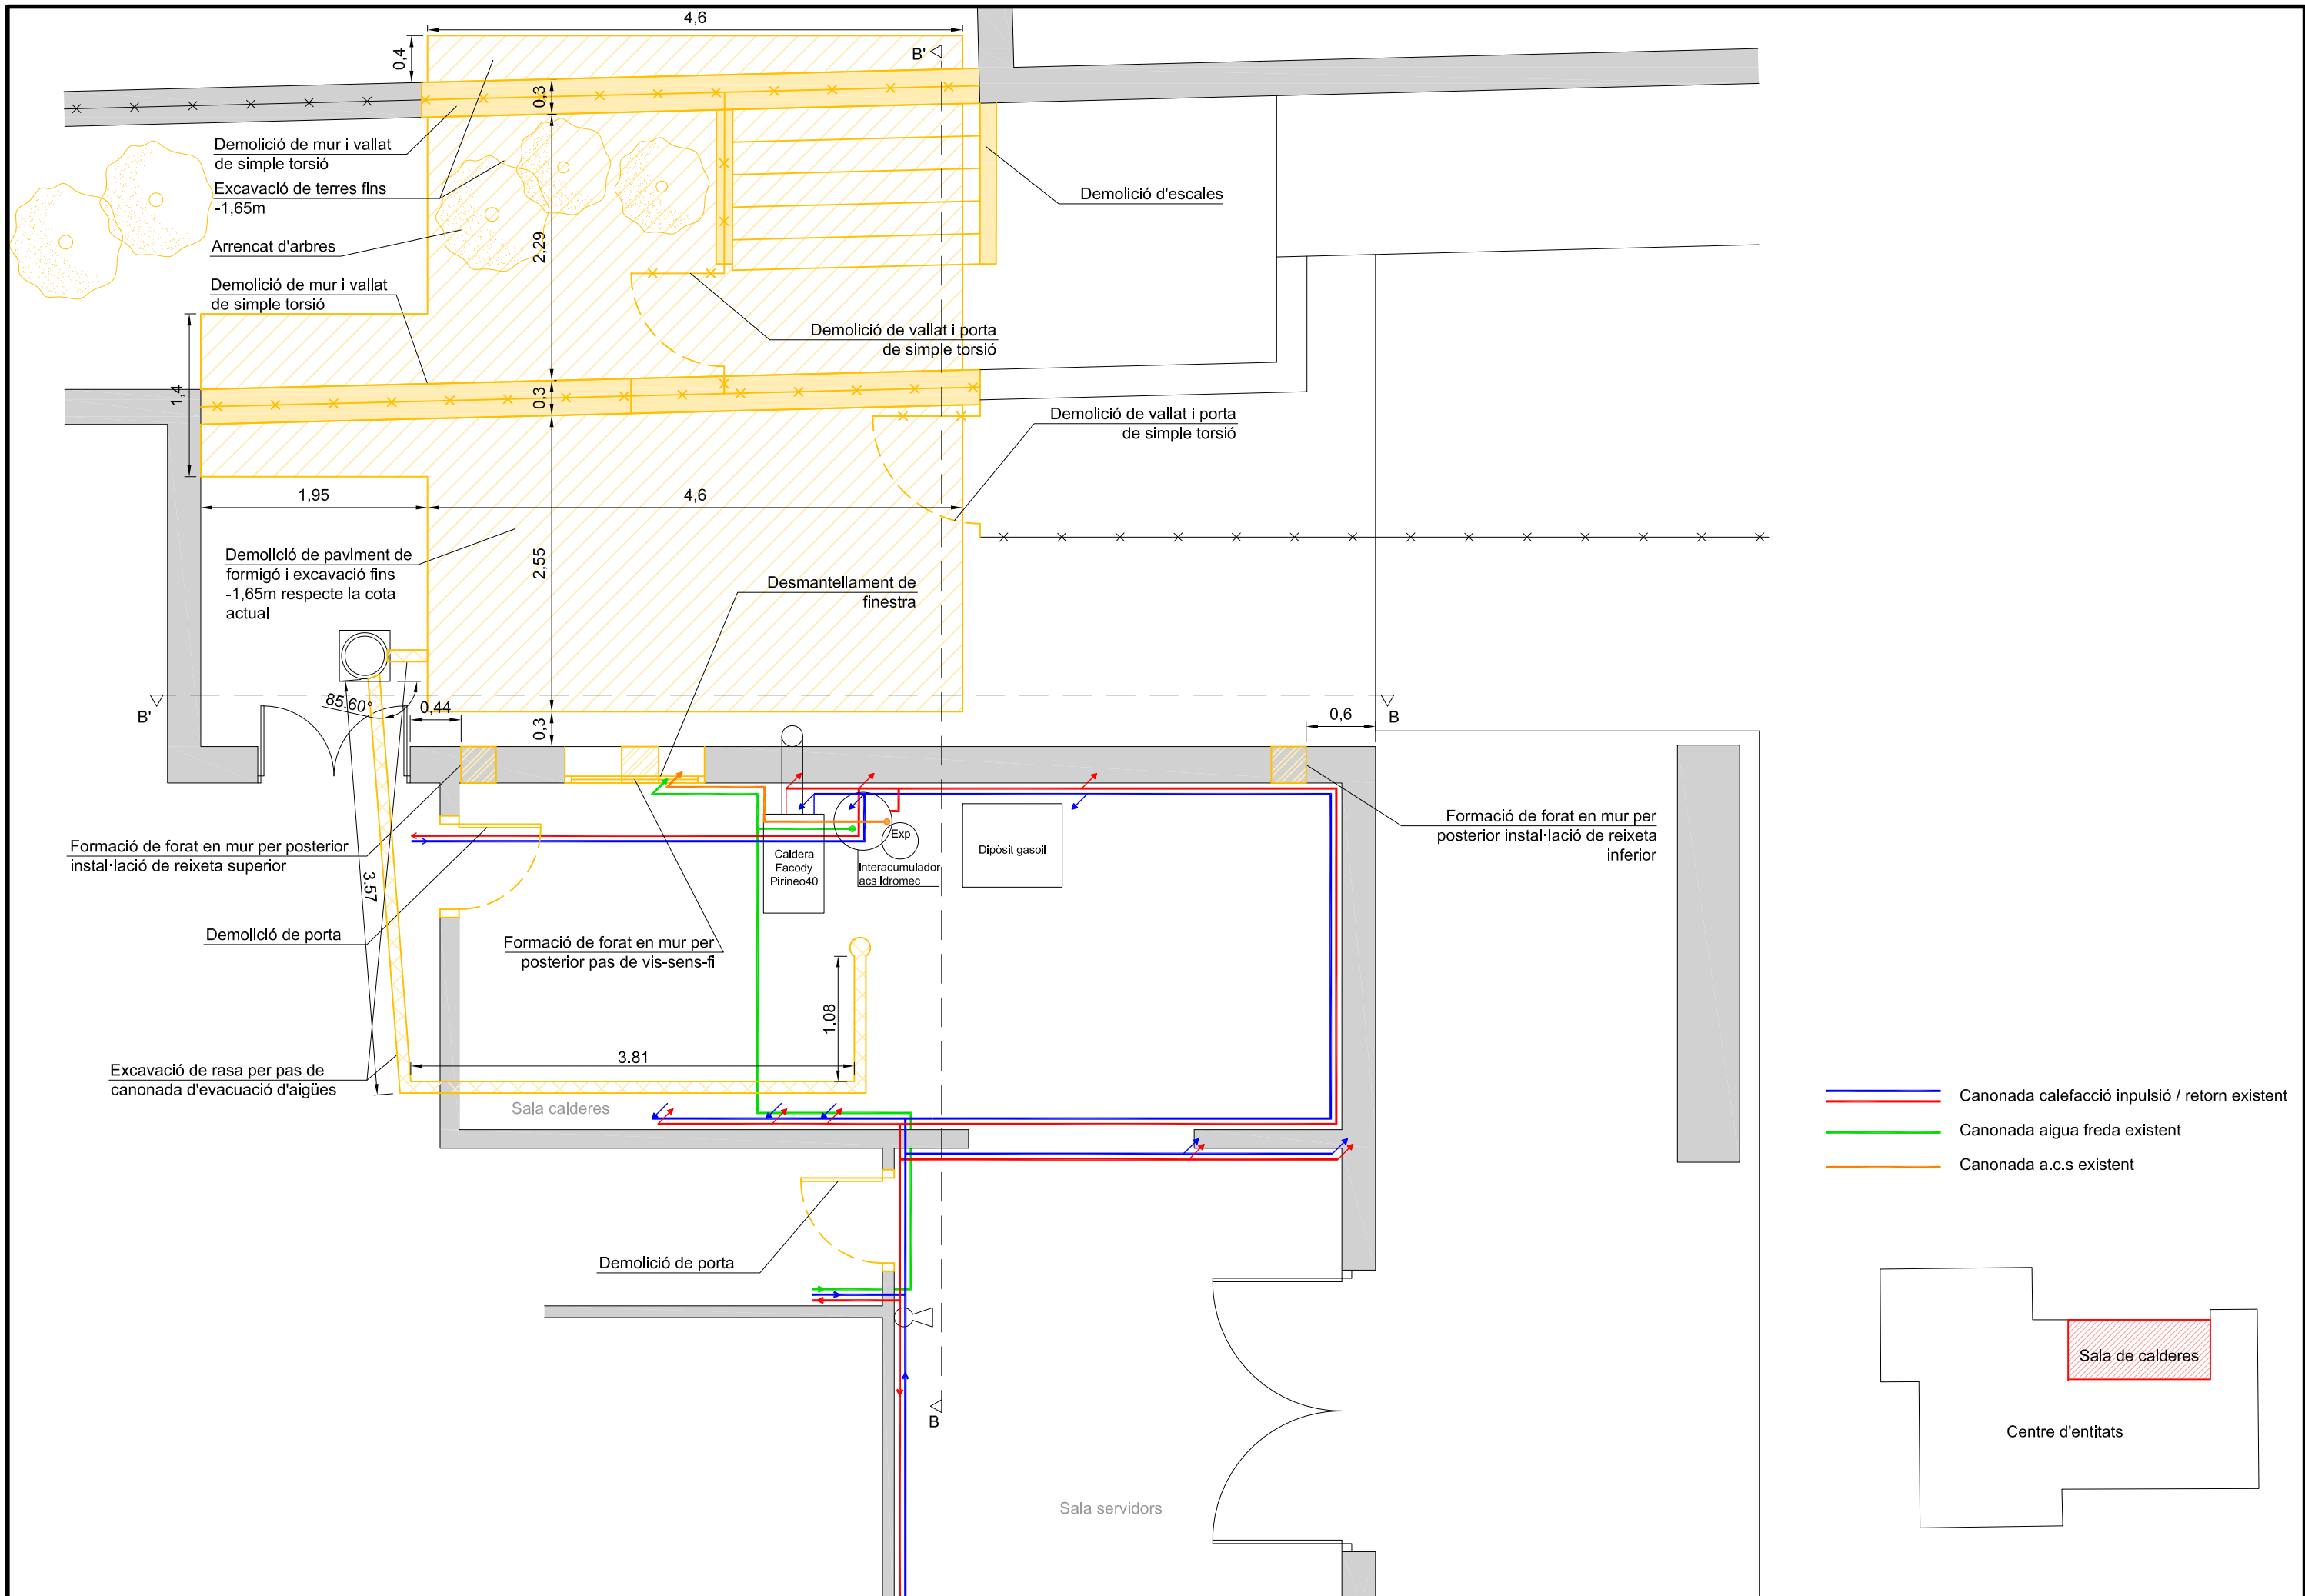 4,6
B'
0,4
0,3
Demolició de mur i vallat
de simple torsió
Excavació de terres fins
-1,65m
Demolició d'escales
Arrencat d'arbres
2,29
Demolició de mur i vallat
de simple torsió
Demolició de vallat i porta
de simple torsió
1,4
0,3
Demolició de vallat i porta
de simple torsió
1,95
4,6
Demolició de paviment de
formigó i excavació fins
-1,65m respecte la cota
actual
2,55
Desmantellament de
finestra
B'
85.60°
0,44
0,3
0,6
B
Formació de forat en mur per posterior
instal·lació de reixeta superior
3.57
Caldera
Facody
Pirineo40
Exp
interacumulador
acs idromec
Dipòsit gasoil
Formació de forat en mur per
posterior instal·lació de reixeta
inferior
Demolició de porta
Formació de forat en mur per
posterior pas de vis-sens-fi
1.08
3.81
Excavació de rasa per pas de
canonada d'evacuació d'aigües
Sala calderes
Canonada calefacció inpulsió / retorn existent
Canonada aigua freda existent
Canonada a.c.s existent
Demolició de porta
Sala de calderes
B
Centre d'entitats
Sala servidors